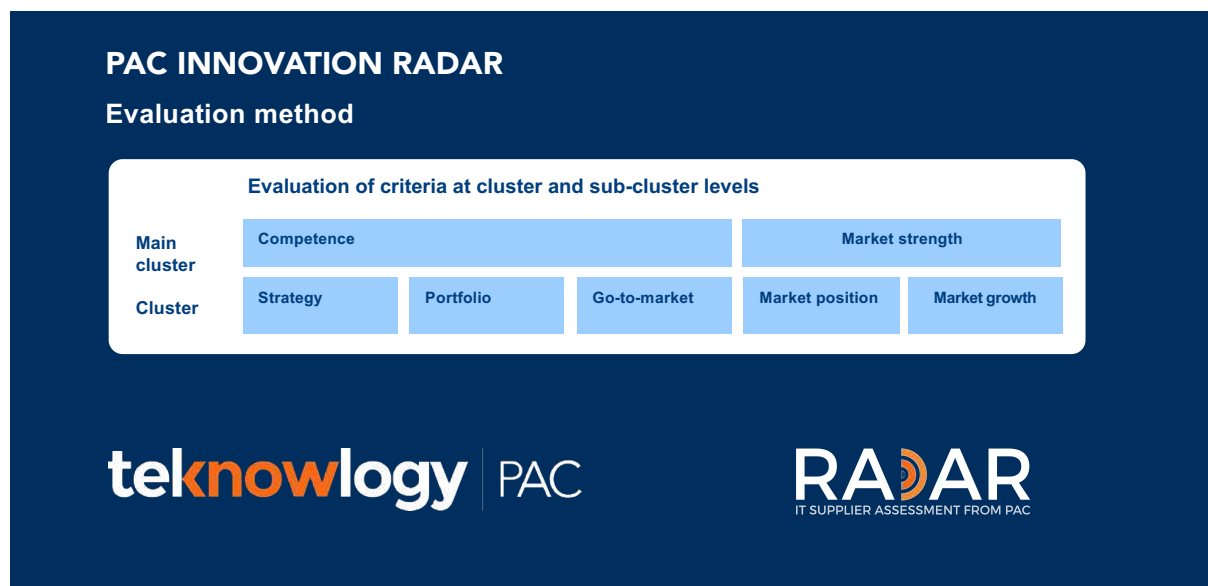 PAC INNOVATION RADAR
Evaluation method
Evaluation of criteria at cluster and sub-cluster levels
Main
cluster
Competence
Market strength
Cluster
Strategy
Portfolio
Go-to-market
Market position
Market growth
teknowlogy | PAC
RADAR
IT SUPPLIER ASSESSMENT FROM PAC